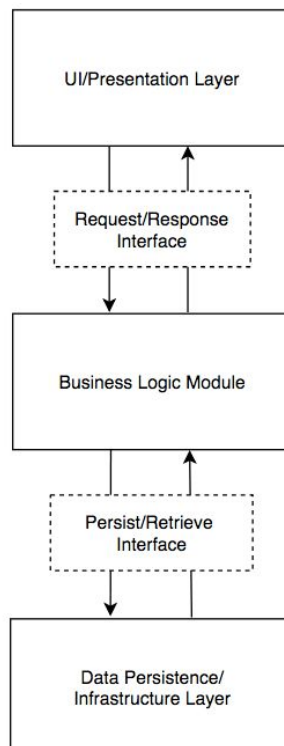 UI/Presentation Layer
Request/Response
Interface
Business Logic Module
Persist/Retrieve
Interface
Data Persistence/
Infrastructure Layer